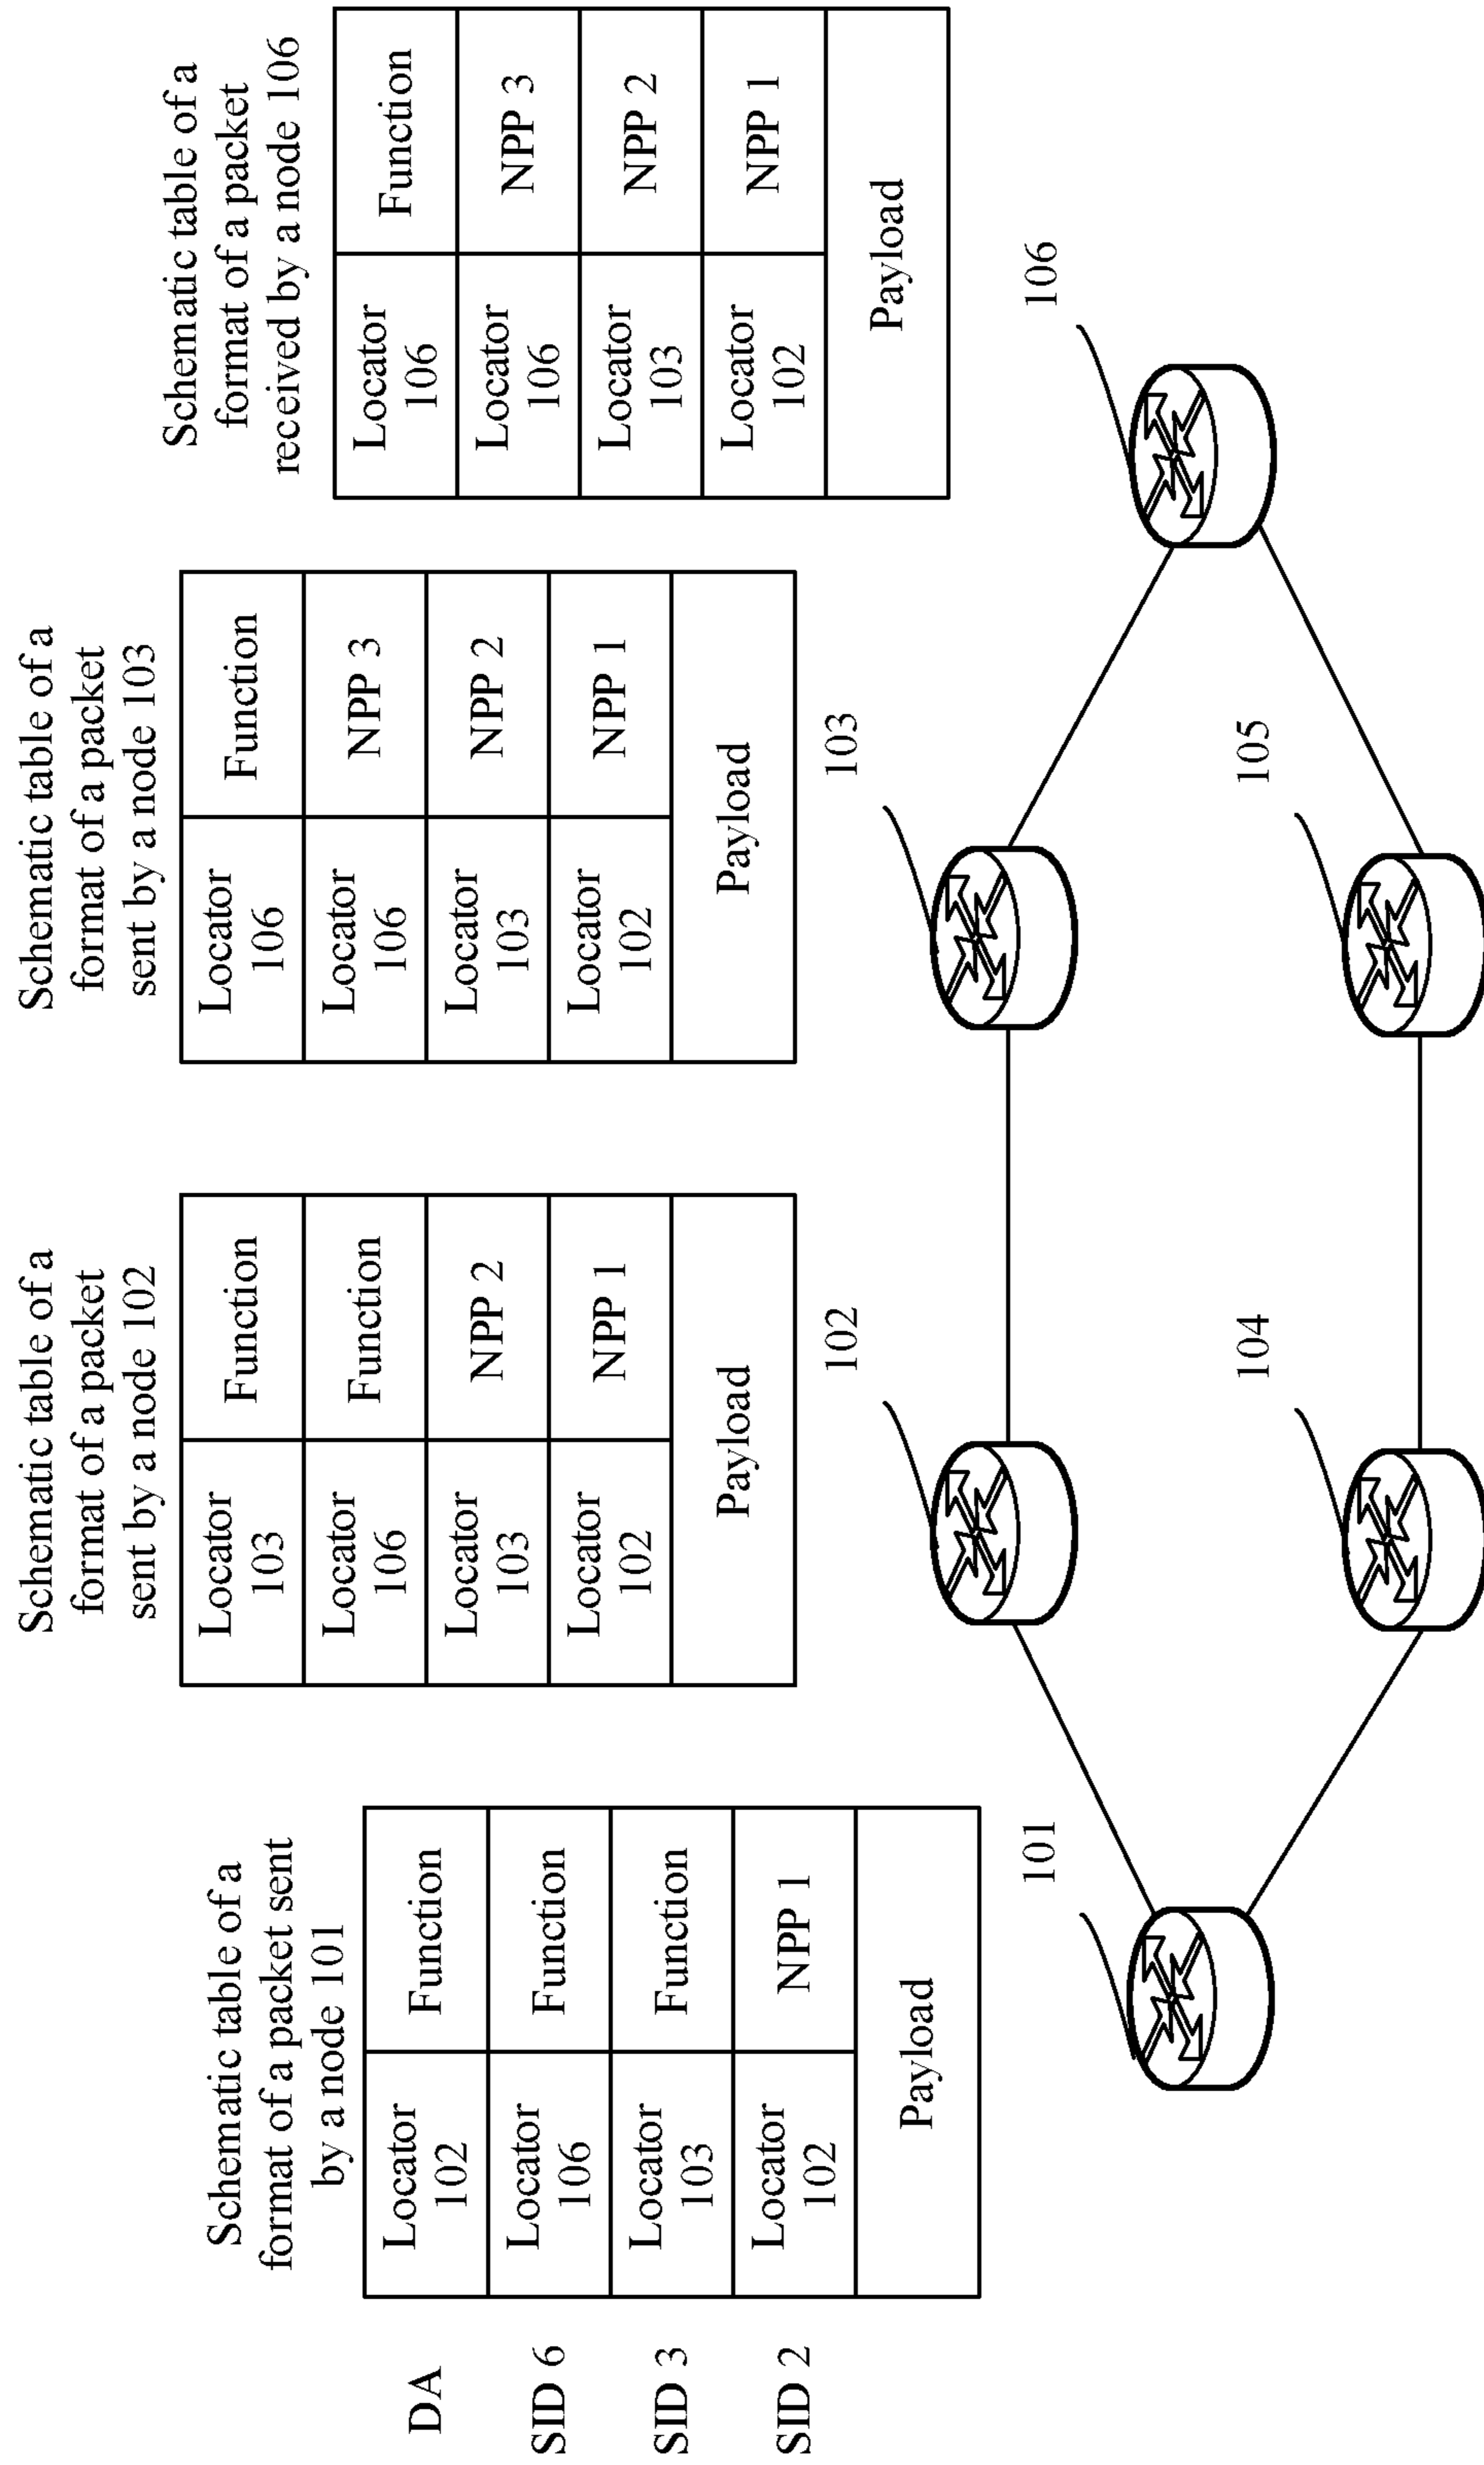 Schematic table of a
format of a packet sent
by a node 101
DA
Locator
102
Function
SID 6
Locator
106
Function
SID 3
Locator
103
Function
SID 2
Locator
102
NPP 1
Payload
Schematic table of a
format of a packet
sent by a node 102
Locator
103
Function
Locator
106
Function
Locator
103
NPP 2
Locator
102
NPP 1
Payload
Schematic table of a
format of a packet
sent by a node 103
Locator
106
Function
Locator
106
NPP 3
Locator
103
NPP 2
Locator
102
NPP 1
Payload
Schematic table of a
format of a packet
received by a node 106
Locator
106
Function
Locator
106
NPP 3
Locator
103
NPP 2
Locator
102
NPP 1
Payload
101
102
103
106
104
105